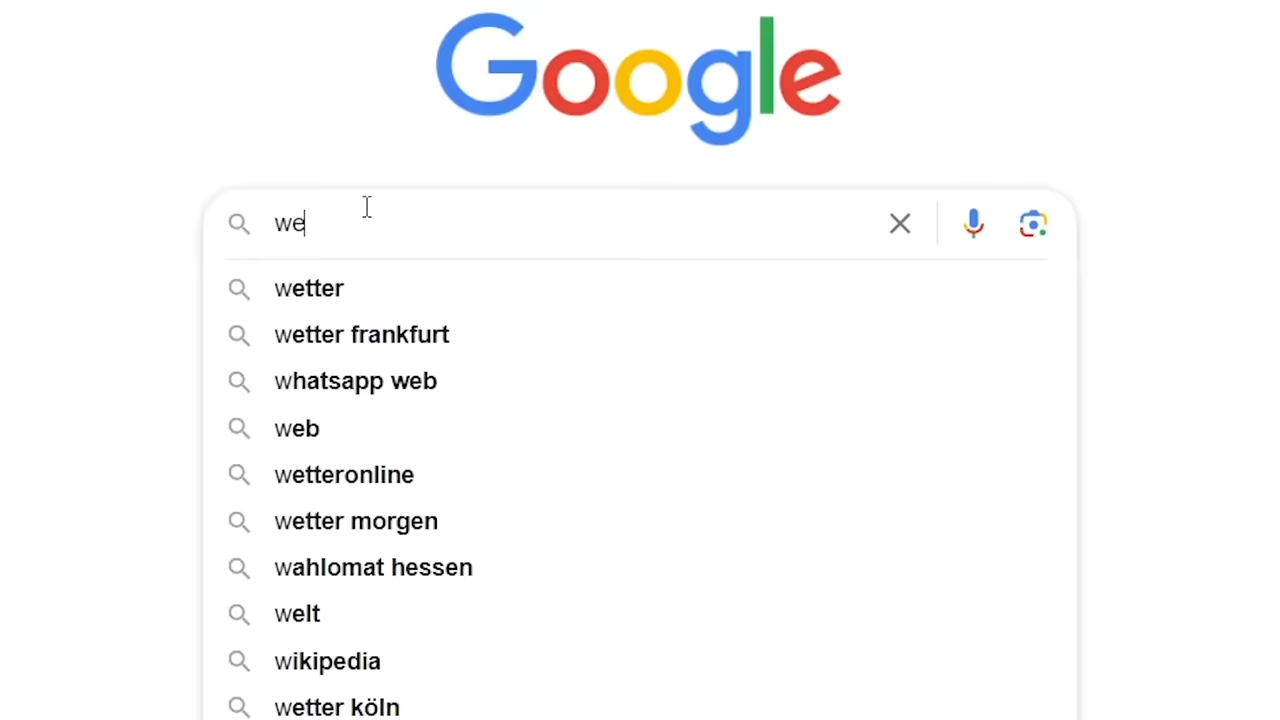 Google
we
wetter
wetter frankfurt
whatsapp web
web
wetteronline
wetter morgen
wahlomat hessen
welt
wikipedia
wetter köln